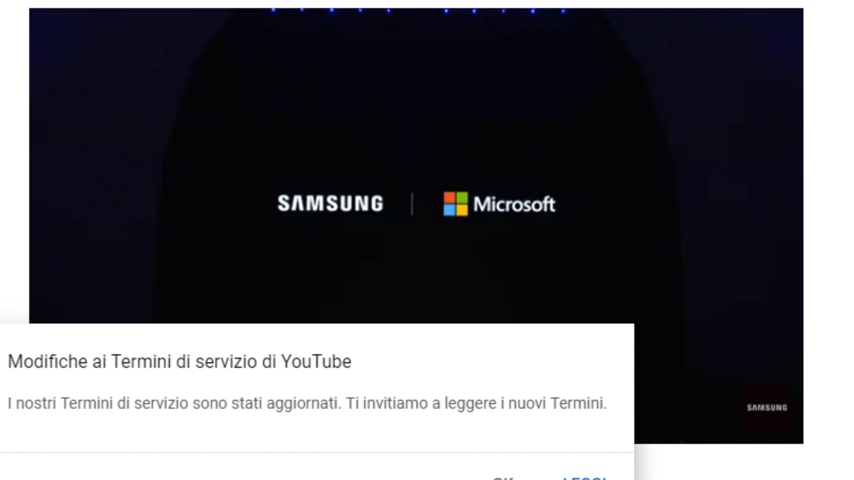 SAMSUNG | Microsoft
Modifiche ai Termini di servizio di YouTube
I nostri Termini di servizio sono stati aggiornati. Ti invitiamo a leggere i nuovi Termini.
SAMSUNG